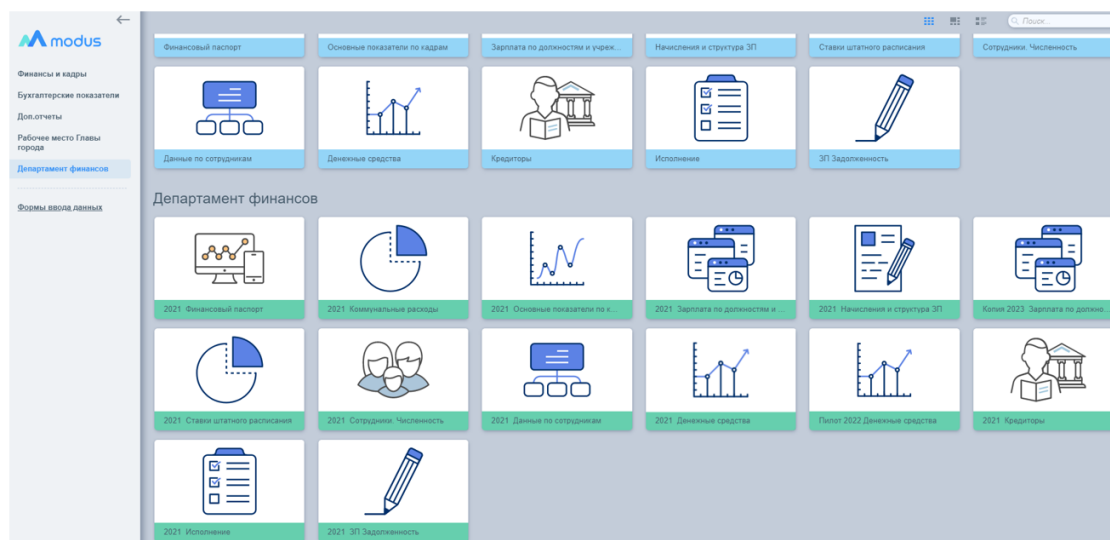 modus
Поиск...
Финансы и кадры
Бухгалтерские показатели
Доп.отчеты
Рабочее место Главы
города
Департамент финансов
Формы ввода данных
Финансовый паспорт
Основные показатели по кадрам
Зарплата по должностям и учреж...
Начисления и структура ЗП
Ставки штатного расписания
Сотрудники. Численность
Данные по сотрудникам
Денежные средства
Кредиторы
Исполнение
ЗП Задолженность
Департамент финансов
2021 Финансовый паспорт
2021 Коммунальные расходы
2021 Основные показатели по к...
2021 Зарплата по должностям и ...
2021 Начисления и структура ЗП
Копия 2023 Зарплата по должно...
2021 Ставки штатного расписания
2021 Сотрудники. Численность
2021 Данные по сотрудникам
2021 Денежные средства
Пилот 2022 Денежные средства
2021 Кредиторы
2021 Исполнение
2021 ЗП Задолженность